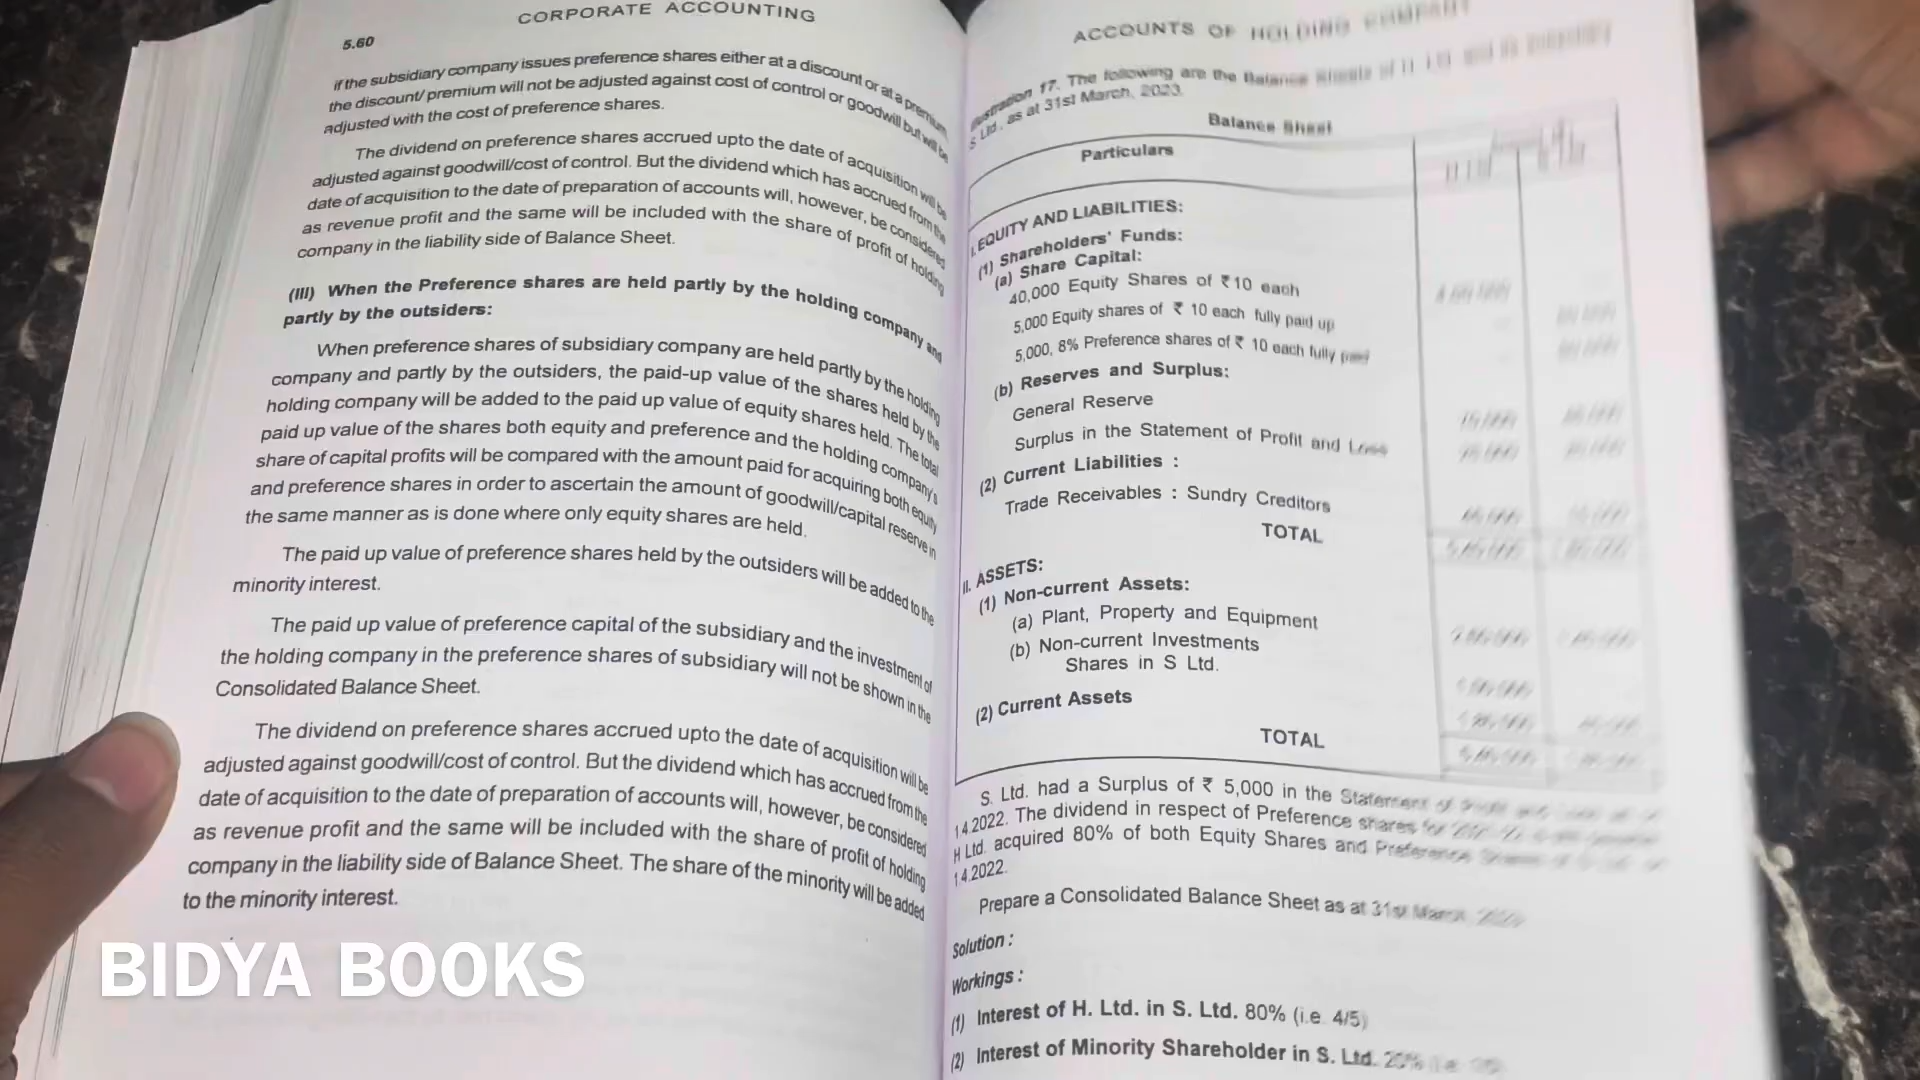 CORPORATE ACCOUNTING
5.60
if the subsidiary company issues preference shares either at a discount or at a premium
the discount/ premium will not be adjusted against cost of control or goodwill but will be
adjusted with the cost of preference shares.
The dividend on preference shares accrued upto the date of acquisition will be
adjusted against goodwill/cost of control. But the dividend which has accrued from the
date of acquisition to the date of preparation of accounts will, however, be considered
as revenue profit and the same will be included with the share of profit of holding
company in the liability side of Balance Sheet.
(III) When the Preference shares are held partly by the holding company and
partly by the outsiders:
When preference shares of subsidiary company are held partly by the holding
company and partly by the outsiders, the paid-up value of the shares held by the
holding company will be added to the paid up value of equity shares held. The total
paid up value of the shares both equity and preference and the holding company's
share of capital profits will be compared with the amount paid for acquiring both equity
and preference shares in order to ascertain the amount of goodwill/capital reserve in
the same manner as is done where only equity shares are held.
The paid up value of preference shares held by the outsiders will be added to the
minority interest.
The paid up value of preference capital of the subsidiary and the investment of
the holding company in the preference shares of subsidiary will not be shown in the
Consolidated Balance Sheet.
The dividend on preference shares accrued upto the date of acquisition will be
adjusted against goodwill/cost of control. But the dividend which has accrued from the
date of acquisition to the date of preparation of accounts will, however, be considered
as revenue profit and the same will be included with the share of profit of holding
company in the liability side of Balance Sheet. The share of the minority will be added
to the minority interest.
BIDYA BOOKS
ACCOUNTS OF HOLDING COMPANY
17. The following are the Balance Sheets of H Ltd. and its
S Ltd., as at 31st March, 2023.
Balance Sheet
Particulars
H Ltd.
I. EQUITY AND LIABILITIES:
(1) Shareholders' Funds:
(a) Share Capital:
40,000 Equity Shares of ₹ 10 each
5,000 Equity shares of ₹ 10 each fully paid up
5,000, 8% Preference shares of ₹ 10 each fully paid
(b) Reserves and Surplus:
General Reserve
Surplus in the Statement of Profit and Loss
(2) Current Liabilities :
Trade Receivables : Sundry Creditors
TOTAL
II. ASSETS:
(1) Non-current Assets:
(a) Plant, Property and Equipment
(b) Non-current Investments
Shares in S Ltd.
(2) Current Assets
TOTAL
S. Ltd. had a Surplus of ₹ 5,000 in the Statement of
1.4.2022. The dividend in respect of Preference shares for
H Ltd. acquired 80% of both Equity Shares and Preference Shares
1.4.2022.
Prepare a Consolidated Balance Sheet as at 31st March,
Solution :
Workings :
(1) Interest of H. Ltd. in S. Ltd. 80% (i.e. 4/5)
(2) Interest of Minority Shareholder in S. Ltd. 20%